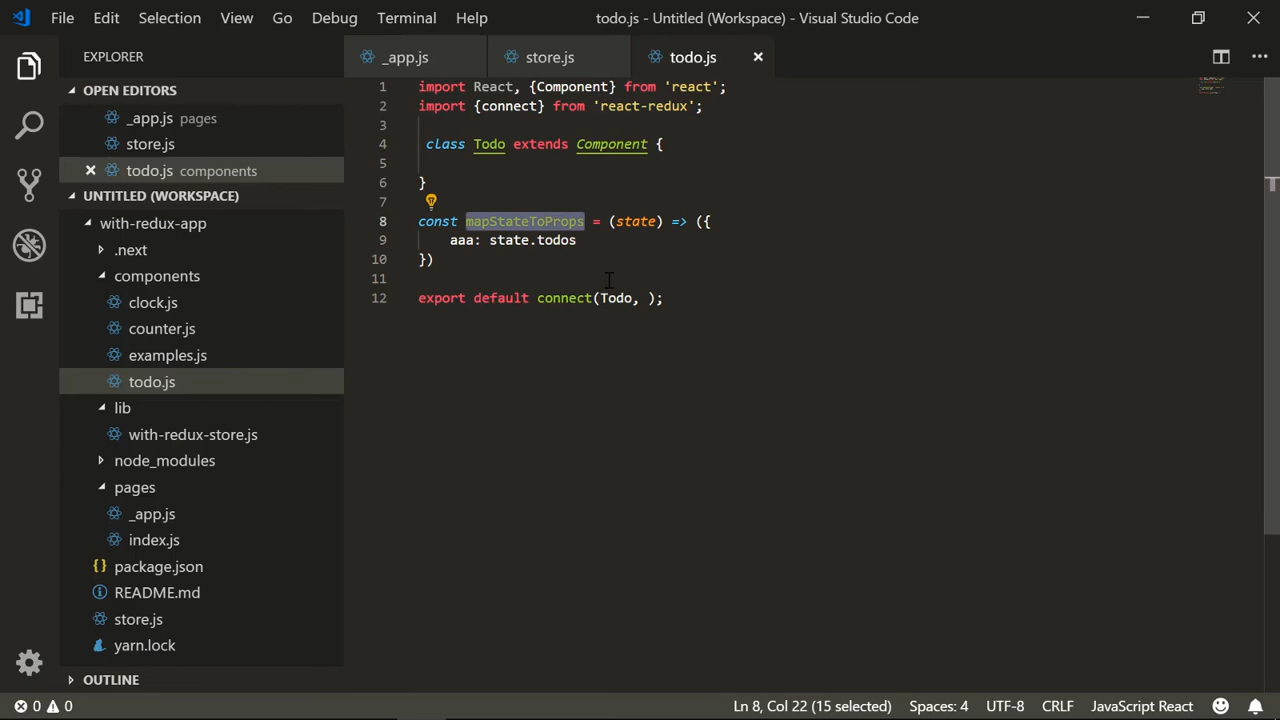 File Edit Selection View Go Debug Terminal Help
todo.js - Untitled (Workspace) - Visual Studio Code
EXPLORER
OPEN EDITORS
_app.js pages
store.js
todo.js components
UNTITLED (WORKSPACE)
with-redux-app
.next
components
clock.js
counter.js
examples.js
todo.js
lib
with-redux-store.js
node_modules
pages
_app.js
index.js
package.json
README.md
store.js
yarn.lock
OUTLINE
_app.js store.js todo.js
1 import React, {Component} from 'react';
2 import {connect} from 'react-redux';
3
4 class Todo extends Component {
5
6 }
7
8 const mapStateToProps = (state) => ({
9 aaa: state.todos
10 })
11
12 export default connect(Todo, );
0 0
Ln 8, Col 22 (15 selected) Spaces: 4 UTF-8 CRLF JavaScript React